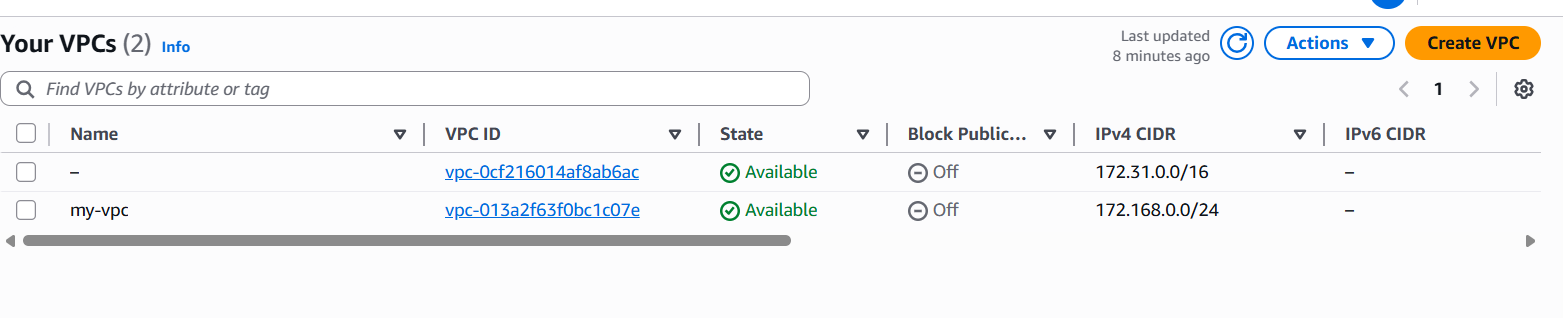 Your VPCs (2) Info
Last updated
8 minutes ago
Actions
Create VPC
Find VPCs by attribute or tag
1
Name VPC ID State Block Public... IPv4 CIDR IPv6 CIDR
– vpc-0cf216014af8ab6ac Available Off 172.31.0.0/16 –
my-vpc vpc-013a2f63f0bc1c07e Available Off 172.168.0.0/24 –